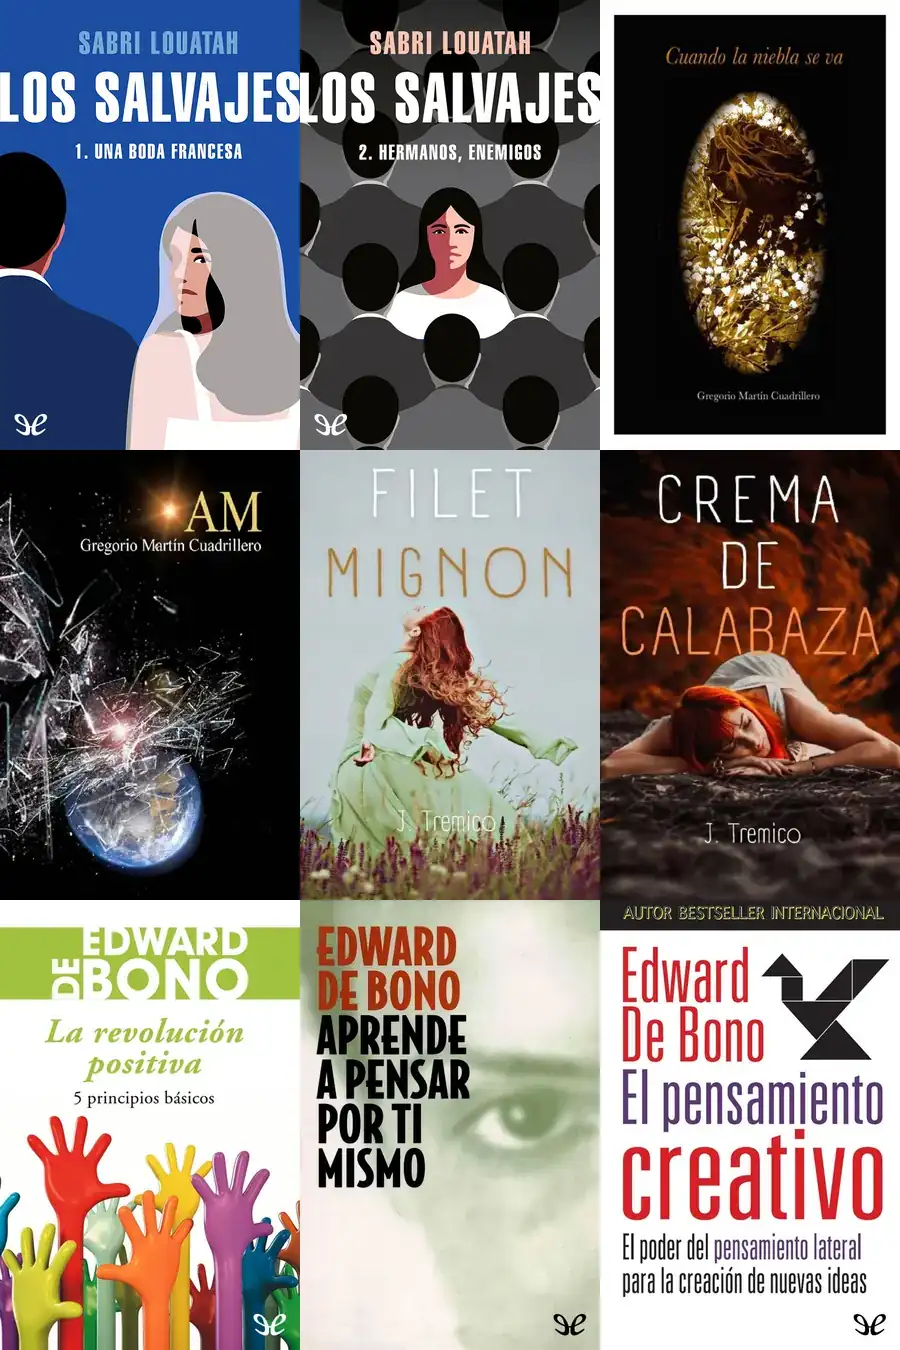 SABRI LOUATAH
LOS SALVAJES
1. UNA BODA FRANCESA
SABRI LOUATAH
LOS SALVAJES
2. HERMANOS, ENEMIGOS
Cuando la niebla se va
Gregorio Martín Cuadrillero
AM
Gregorio Martín Cuadrillero
FILET
MIGNON
J. Tremico
CREMA
DE
CALABAZA
J. Tremico
EDWARD
DE BONO
La revolución
positiva
5 principios básicos
EDWARD
DE BONO
APRENDE
A PENSAR
POR TI
MISMO
AUTOR BESTSELLER INTERNACIONAL
Edward
De Bono
El pensamiento
creativo
El poder del pensamiento lateral
para la creación de nuevas ideas